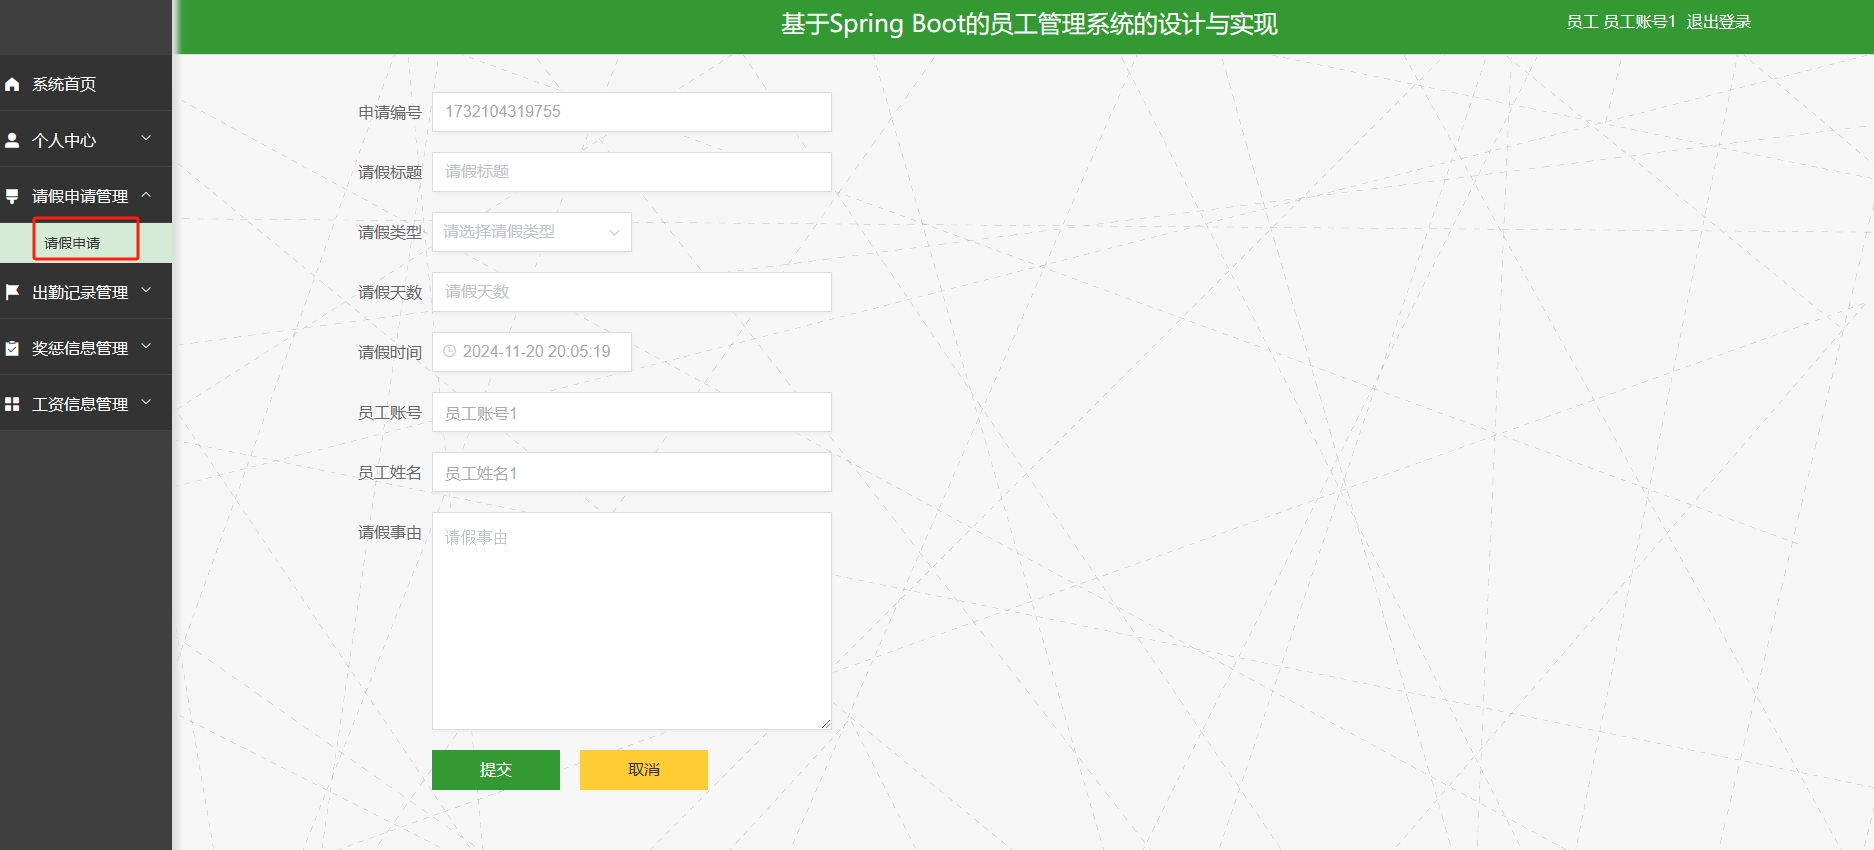 基于Spring Boot的员工管理系统的设计与实现
员工 员工账号1 退出登录
系统首页
个人中心
请假申请管理
请假申请
出勤记录管理
奖惩信息管理
工资信息管理
申请编号 1732104319755
请假标题 请假标题
请假类型 请选择请假类型
请假天数 请假天数
请假时间 2024-11-20 20:05:19
员工账号 员工账号1
员工姓名 员工姓名1
请假事由 请假事由
提交 取消